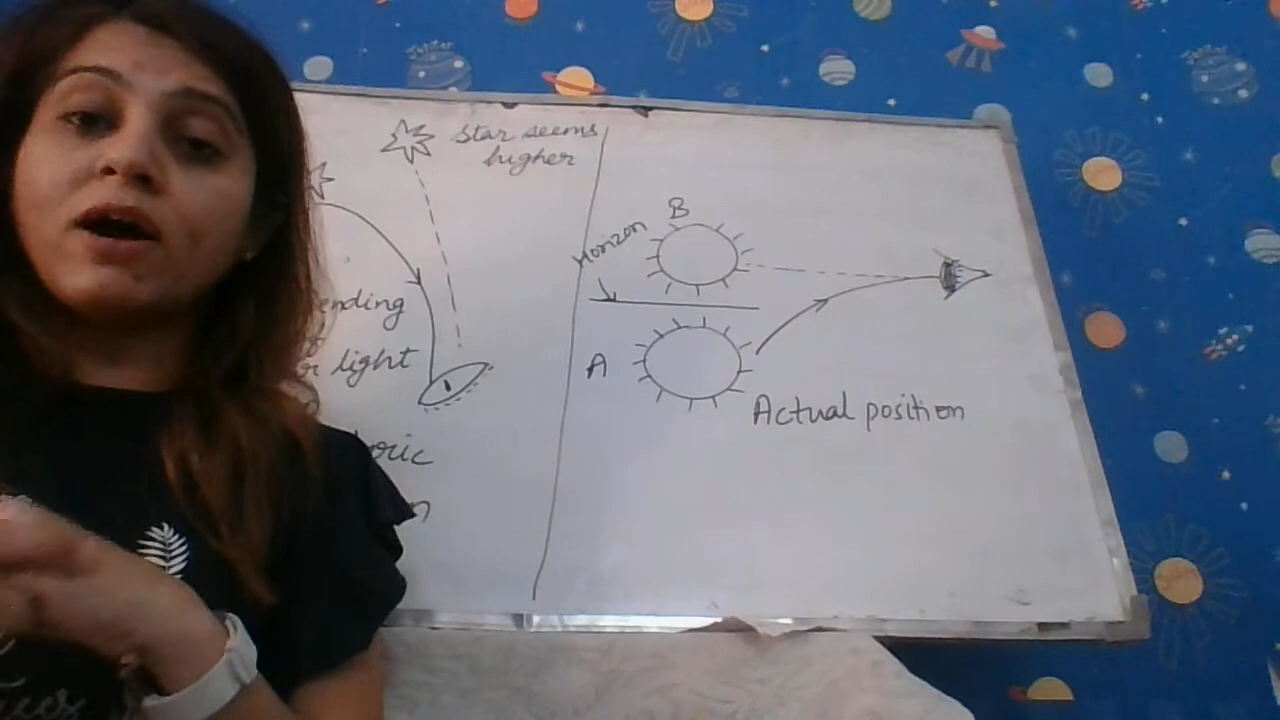 star seems
higher
ending
light
B
Horizon
A
Actual position